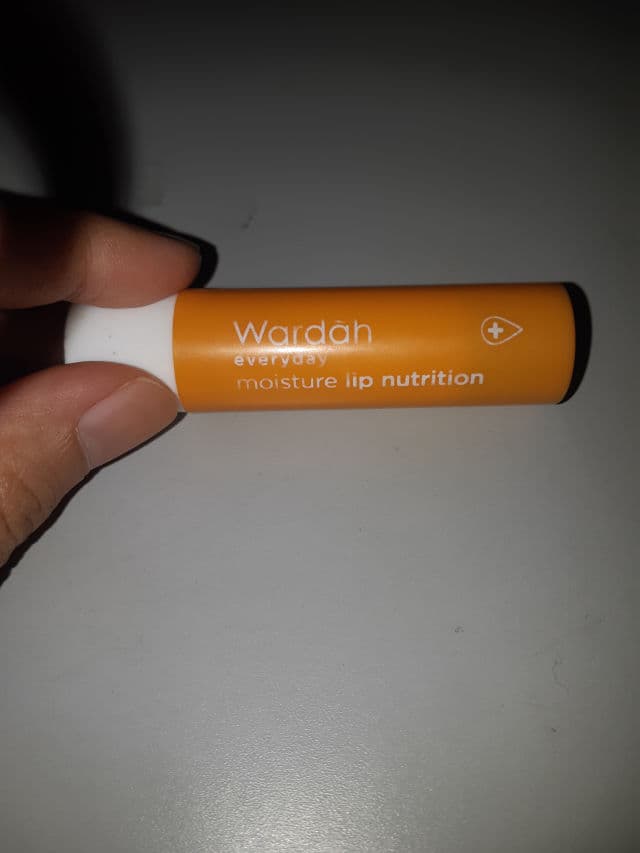 Wardah
everyday
moisture lip nutrition